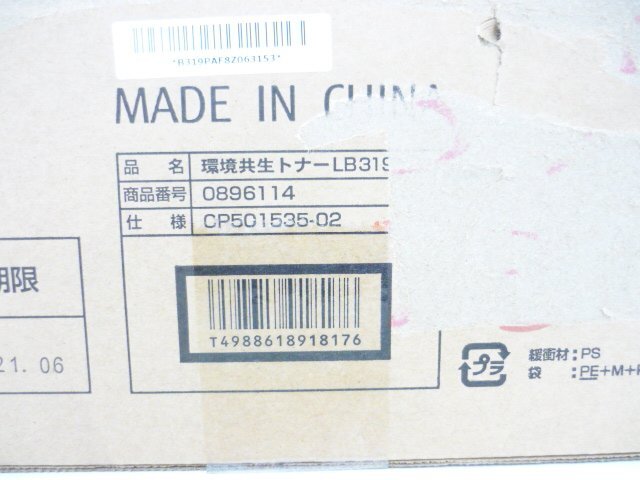 *B319PAF8Z063153*
MADE IN CHINA
品 名 環境共生トナーLB319
商品番号 0896114
仕 様 CP501535-02
期限
21.06
T4988618918176
プラ
緩衝材:PS
袋 :PE+M+P